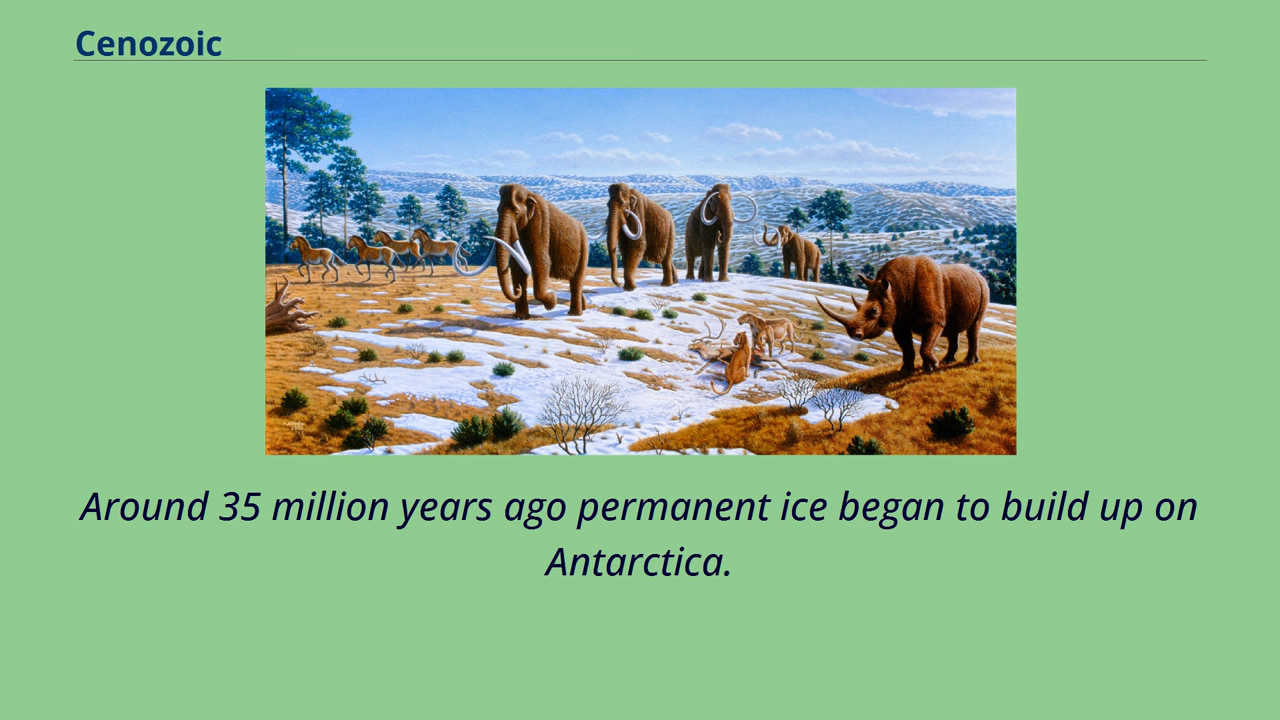 Cenozoic
Around 35 million years ago permanent ice began to build up on
Antarctica.